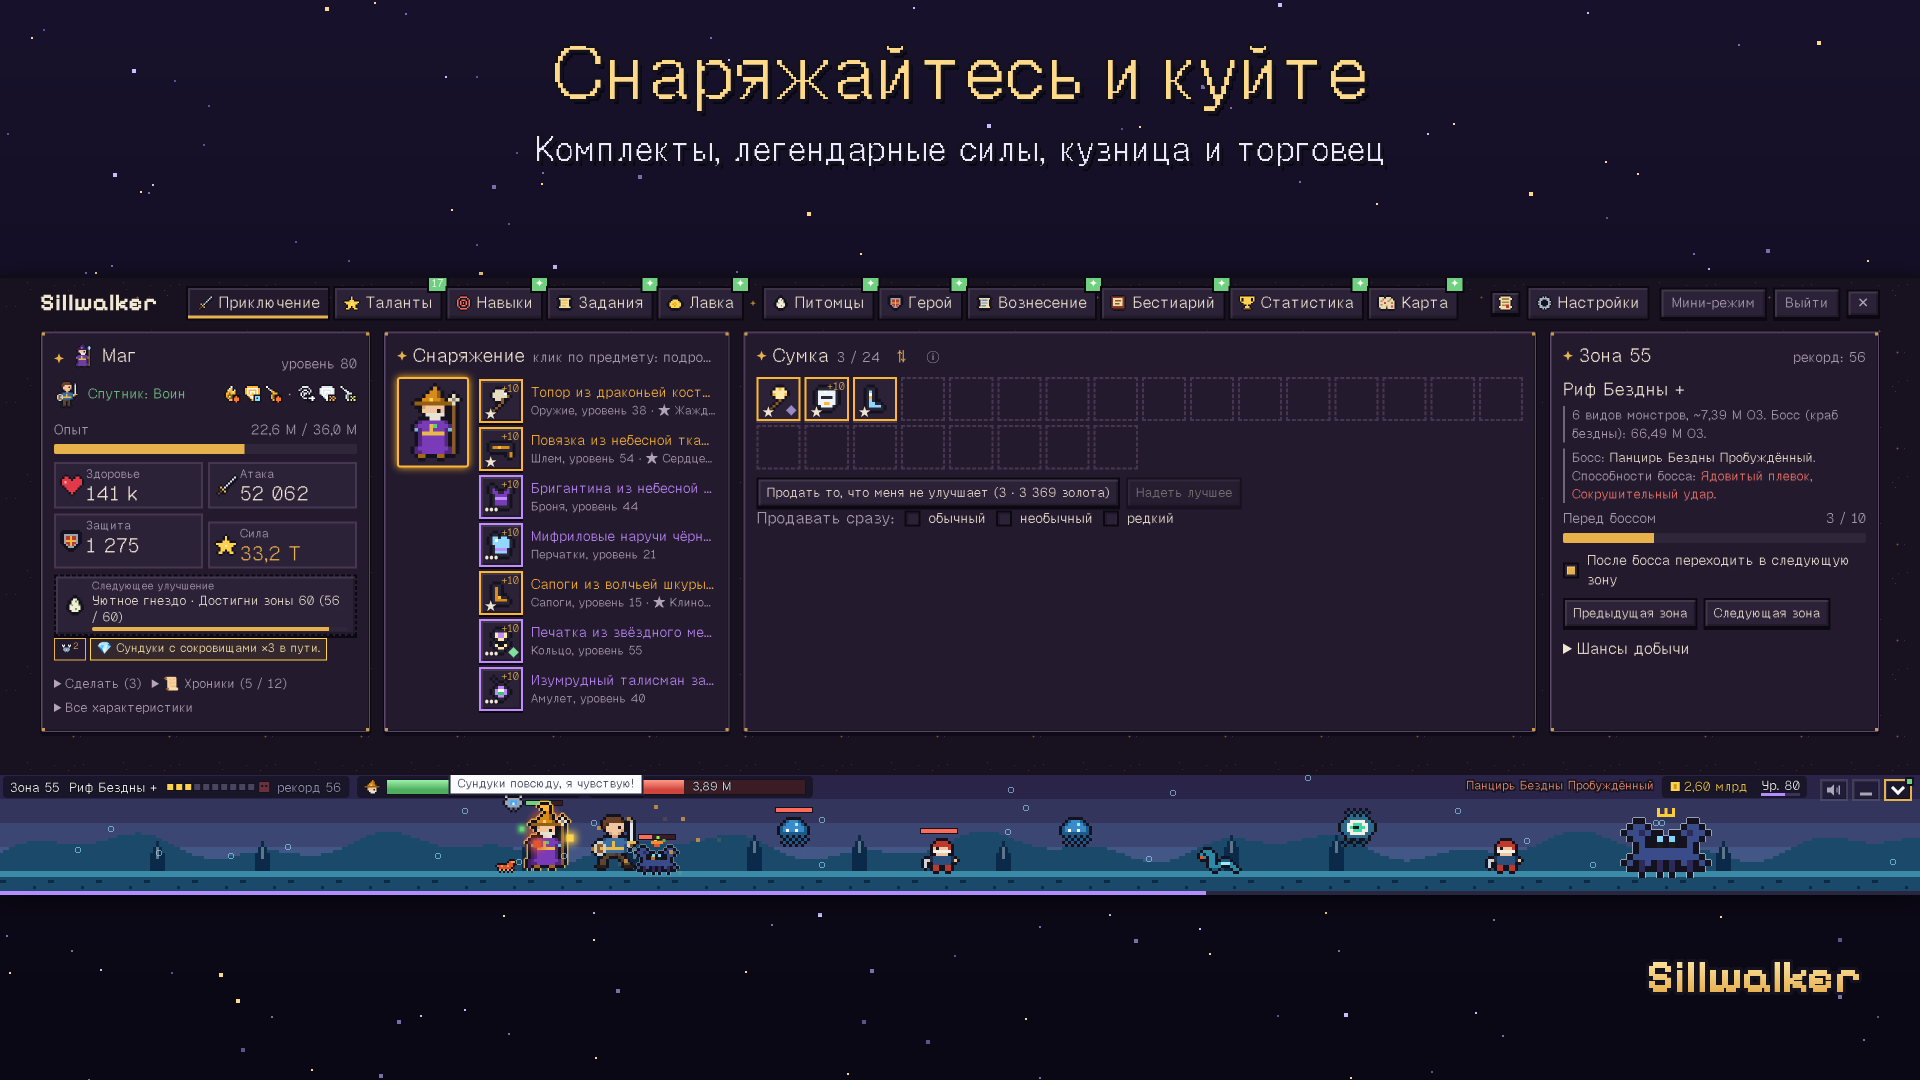 Снаряжайтесь и куйте
Комплекты, легендарные силы, кузница и торговец
Sillwalker
Приключение
Таланты
17
Навыки
Задания
Лавка
Питомцы
Герой
Вознесение
Бестиарий
Статистика
Карта
Настройки
Мини-режим
Выйти
Маг
уровень 80
Спутник: Воин
Опыт
22,6 M / 36,0 M
Здоровье
141 k
Атака
52 062
Защита
1 275
Сила
33,2 T
Следующее улучшение
Уютное гнездо · Достигни зоны 60 (56
/ 60)
2
Сундуки с сокровищами ×3 в пути.
Сделать (3)
Хроники (5 / 12)
Все характеристики
Снаряжение
клик по предмету: подро…
+10
Топор из драконьей кост…
Оружие, уровень 38 · ★ Жажд…
+10
Повязка из небесной тка…
Шлем, уровень 54 · ★ Сердце…
+10
Бригантина из небесной …
Броня, уровень 44
+10
Мифриловые наручи чёрн…
Перчатки, уровень 21
+10
Сапоги из волчьей шкуры…
Сапоги, уровень 15 · ★ Клино…
+10
Печатка из звёздного ме…
Кольцо, уровень 55
+10
Изумрудный талисман за…
Амулет, уровень 40
Сумка 3 / 24
+10
Продать то, что меня не улучшает (3 · 3 369 золота)
Надеть лучшее
Продавать сразу:
обычный
необычный
редкий
Зона 55
рекорд: 56
Риф Бездны +
6 видов монстров, ~7,39 M ОЗ. Босс (краб
бездны): 66,49 M ОЗ.
Босс: Панцирь Бездны Пробуждённый.
Способности босса: Ядовитый плевок,
Сокрушительный удар.
Перед боссом
3 / 10
После босса переходить в следующую
зону
Предыдущая зона
Следующая зона
Шансы добычи
Зона 55 Риф Бездны +
рекорд 56
Сундуки повсюду, я чувствую!
3,89 M
Панцирь Бездны Пробуждённый
2,60 млрд
Ур. 80
Sillwalker